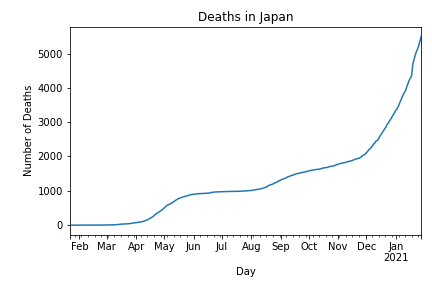 Deaths in Japan
Number of Deaths
5000
4000
3000
2000
1000
0
Feb Mar Apr May Jun Jul Aug Sep Oct Nov Dec Jan
2021
Day